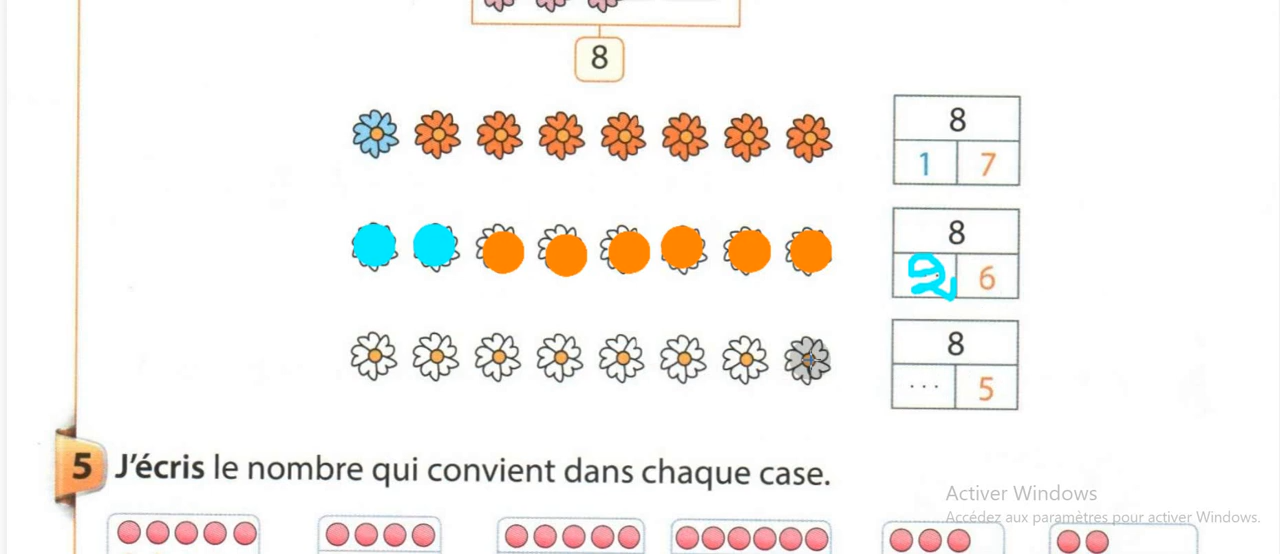 8
8
1 7
8
2 6
8
... 5
5 J'écris le nombre qui convient dans chaque case.
Activer Windows
Accédez aux paramètres pour activer Windows.